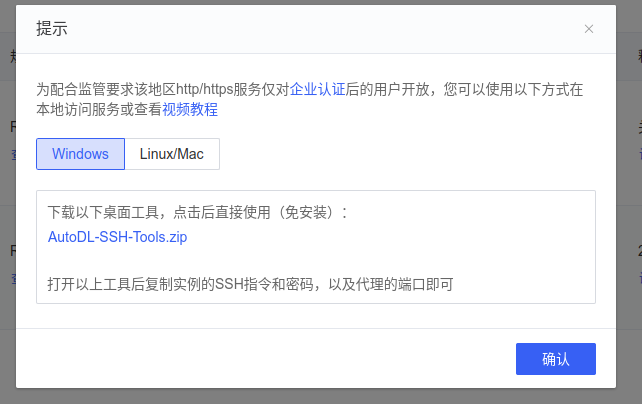 提示
为配合监管要求该地区http/https服务仅对企业认证后的用户开放，您可以使用以下方式在
本地访问服务或查看视频教程
Windows
Linux/Mac
下载以下桌面工具，点击后直接使用（免安装）：
AutoDL-SSH-Tools.zip
打开以上工具后复制实例的SSH指令和密码，以及代理的端口即可
确认